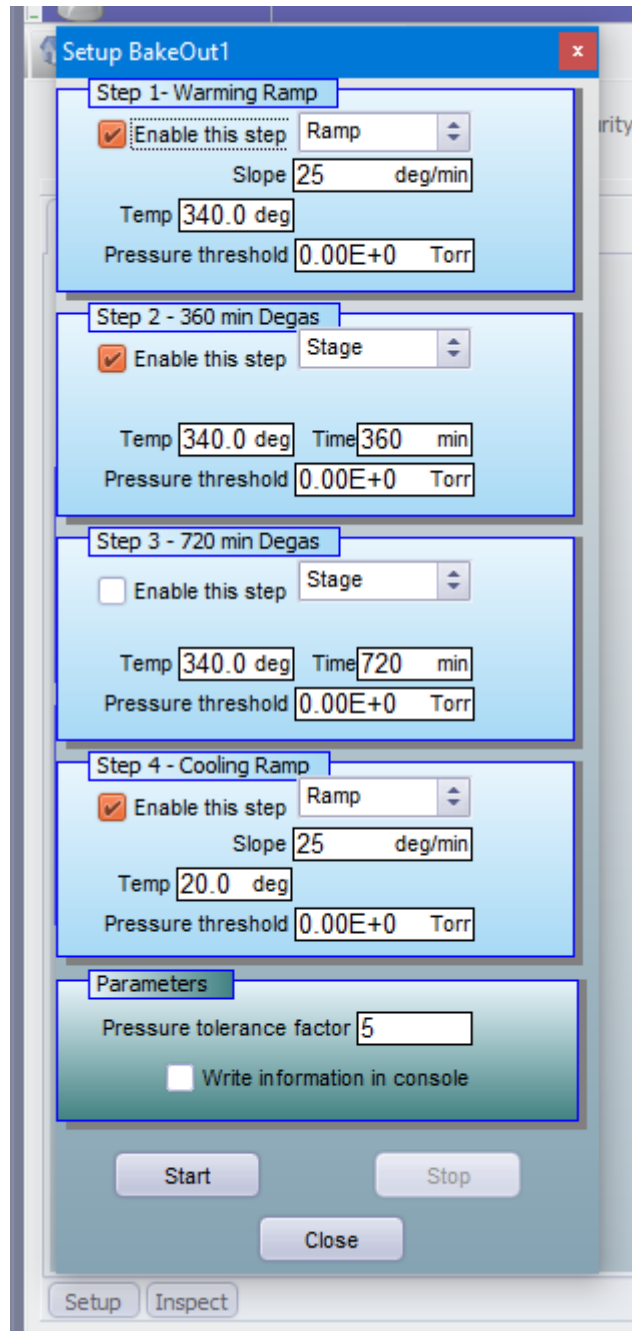 Setup BakeOut1 x
Step 1- Warming Ramp
Enable this step Ramp
Slope 25 deg/min
Temp 340.0 deg
Pressure threshold 0.00E+0 Torr
Step 2 - 360 min Degas
Enable this step Stage
Temp 340.0 deg Time 360 min
Pressure threshold 0.00E+0 Torr
Step 3 - 720 min Degas
Enable this step Stage
Temp 340.0 deg Time 720 min
Pressure threshold 0.00E+0 Torr
Step 4 - Cooling Ramp
Enable this step Ramp
Slope 25 deg/min
Temp 20.0 deg
Pressure threshold 0.00E+0 Torr
Parameters
Pressure tolerance factor 5
Write information in console
Start Stop
Close
Setup Inspect